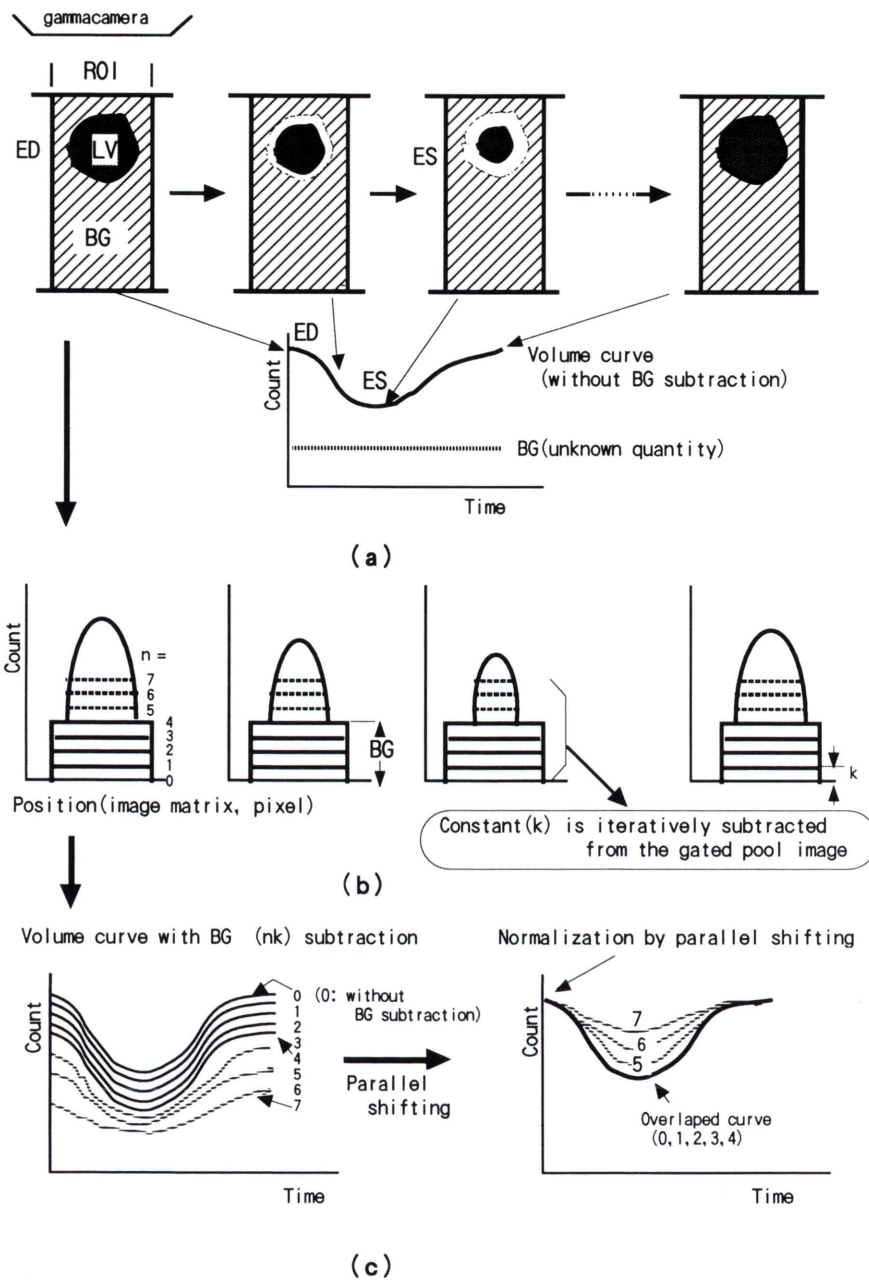 gammacamera
ROI
ED
LV
BG
ES
ED
Count
ES
Volume curve
(without BG subtraction)
BG(unknown quantity)
Time
(a)
Count
n =
7
6
5
4
3
2
1
0
BG
k
Position(image matrix, pixel)
Constant(k) is iteratively subtracted
from the gated pool image
(b)
Volume curve with BG (nk) subtraction
Count
0 (0: without
1 BG subtraction)
2
3
4
5
6
7
Time
Parallel
shifting
Normalization by parallel shifting
Count
7
6
5
Overlaped curve
(0,1,2,3,4)
Time
(c)